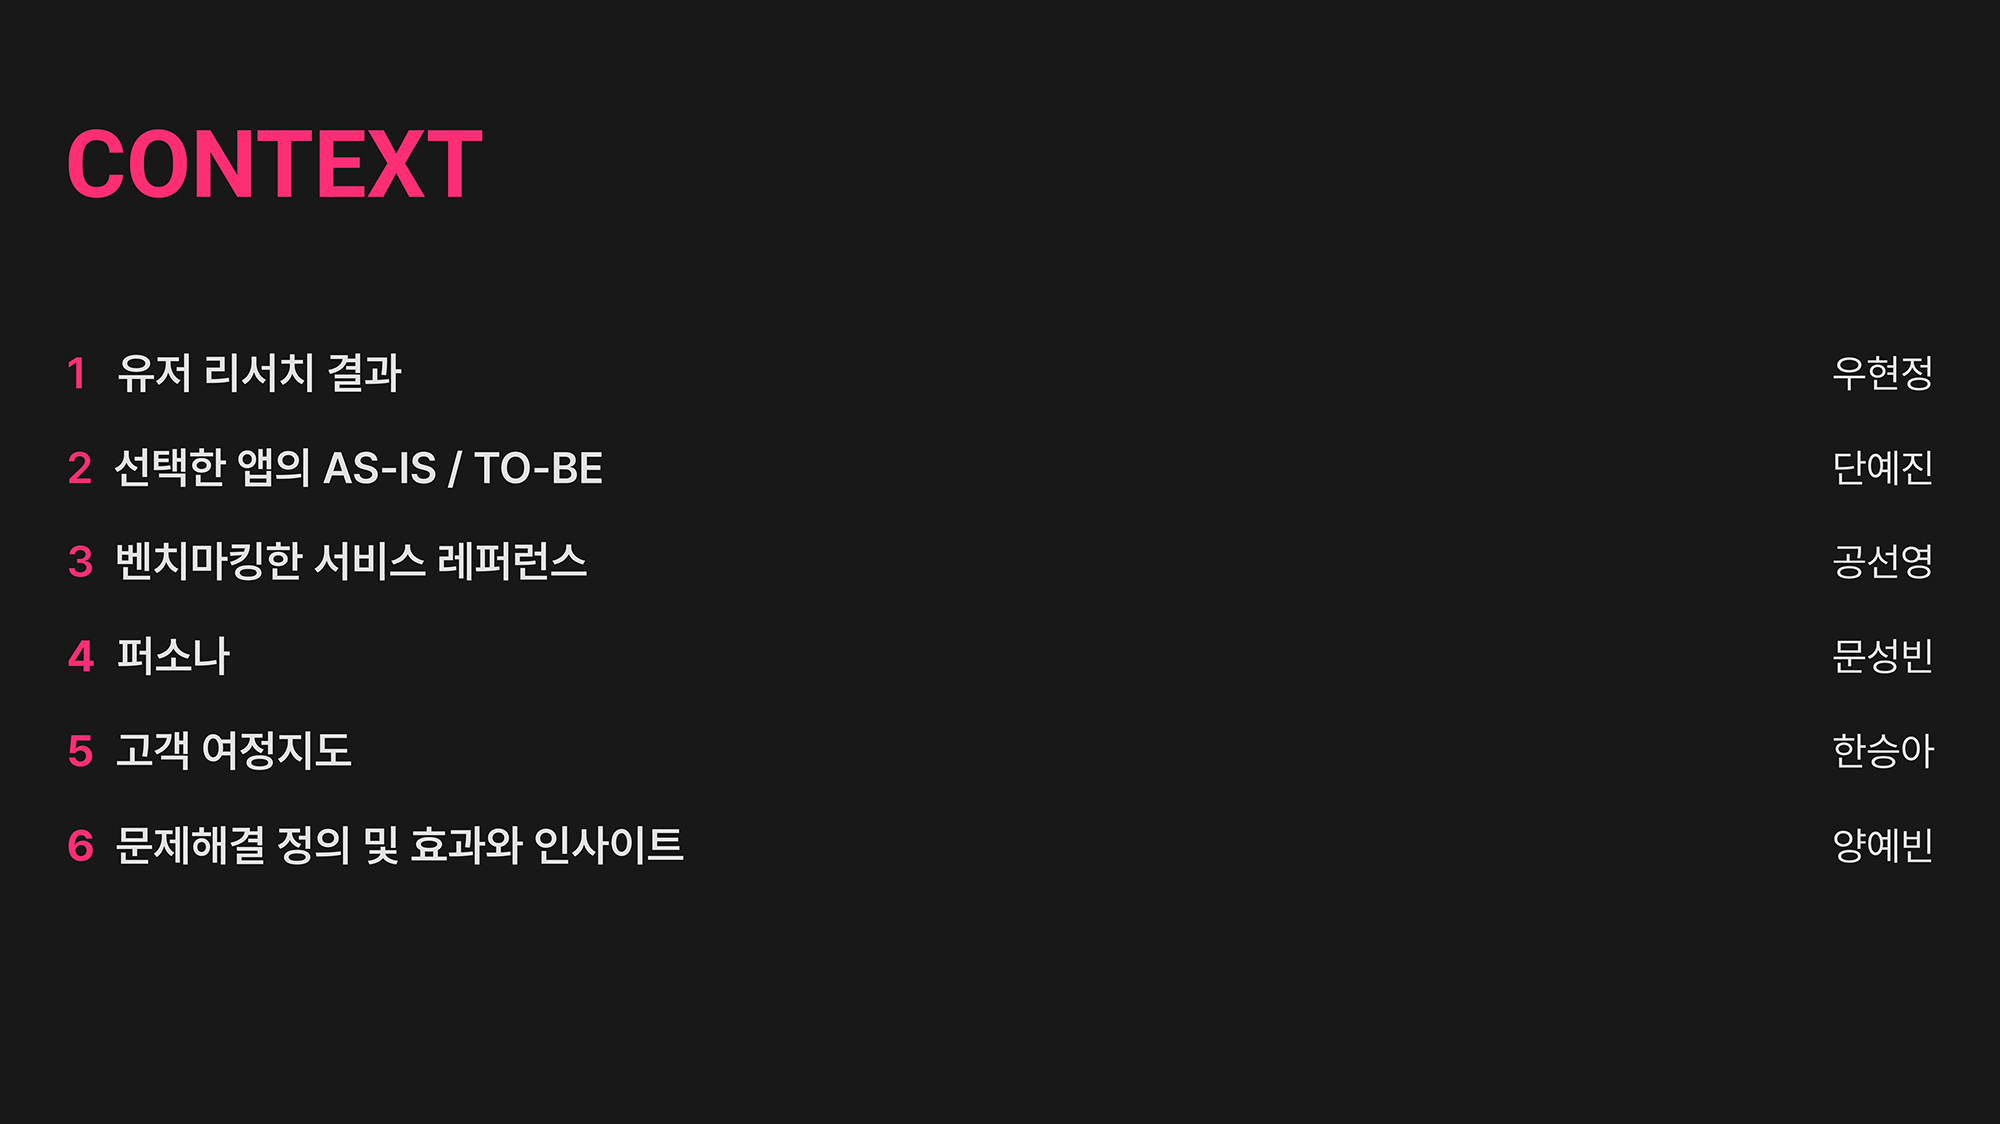 CONTEXT
1 유저 리서치 결과 우현정
2 선택한 앱의 AS-IS / TO-BE 단예진
3 벤치마킹한 서비스 레퍼런스 공선영
4 퍼소나 문성빈
5 고객 여정지도 한승아
6 문제해결 정의 및 효과와 인사이트 양예빈